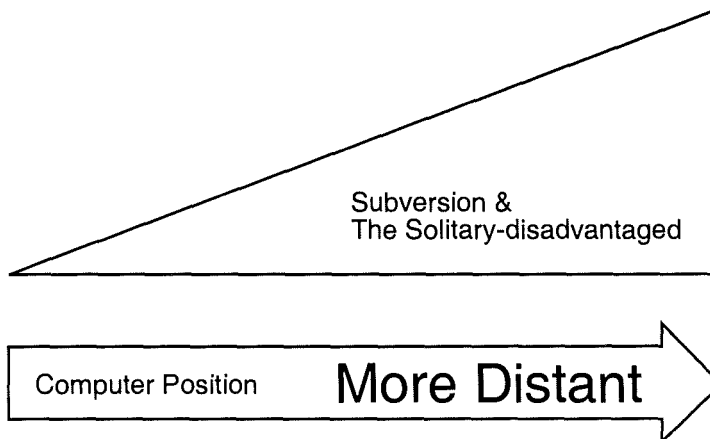 Subversion &
The Solitary-disadvantaged
Computer Position More Distant